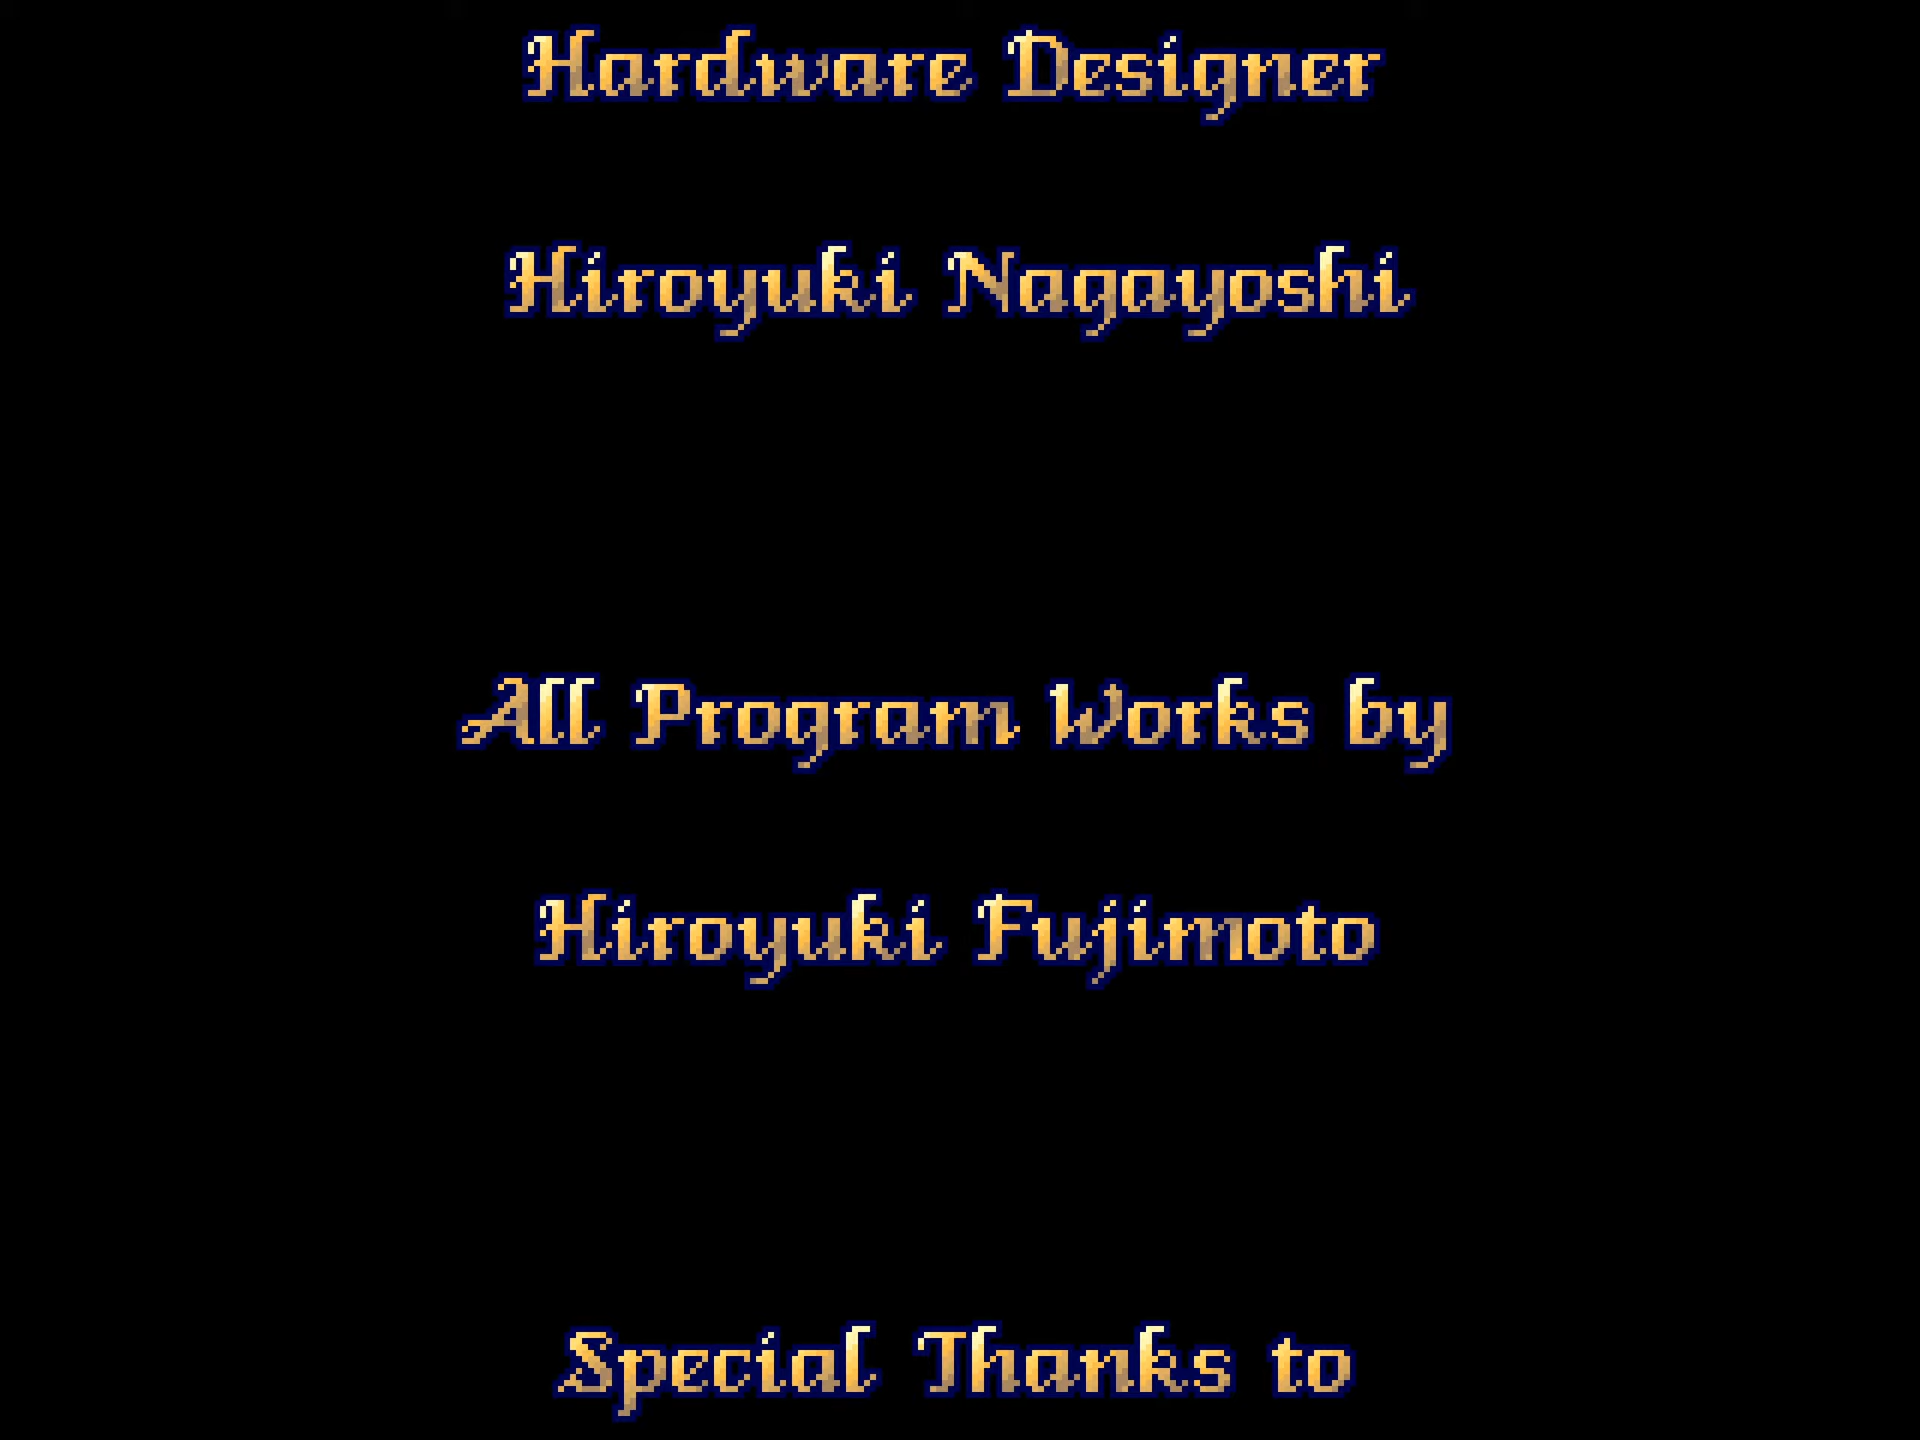 Hardware Designer
Hiroyuki Nagayoshi
All Program Works by
Hiroyuki Fujimoto
Special Thanks to